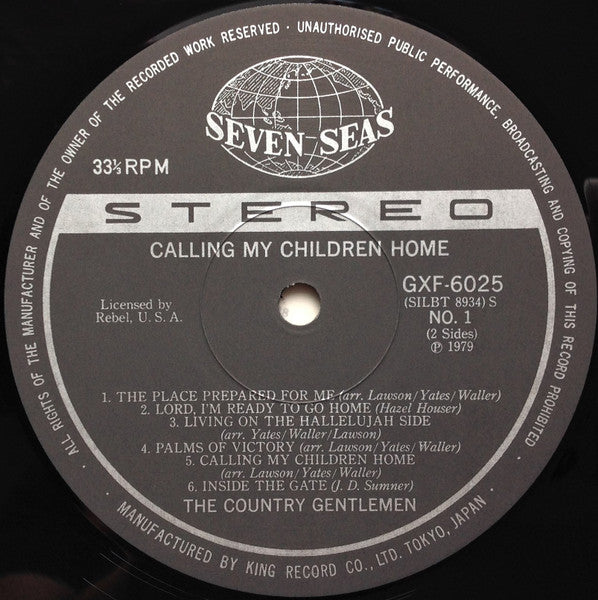 ALL RIGHTS OF THE MANUFACTURER AND OF THE OWNER OF THE RECORDED WORK RESERVED · UNAUTHORISED PUBLIC PERFORMANCE, BROADCASTING AND COPYING OF THIS RECORD PROHIBITED ·
SEVEN SEAS
33⅓ RPM
STEREO
CALLING MY CHILDREN HOME
Licensed by
Rebel, U. S. A.
GXF-6025
(SILBT 8934) S
NO. 1
(2 Sides)
℗ 1979
1. THE PLACE PREPARED FOR ME (arr. Lawson/Yates/Waller)
2. LORD, I'M READY TO GO HOME (Hazel Houser)
3. LIVING ON THE HALLELUJAH SIDE
(arr. Yates/Waller/Lawson)
4. PALMS OF VICTORY (arr. Lawson/Yates/Waller)
5. CALLING MY CHILDREN HOME
(arr. Lawson/Yates/Waller)
6. INSIDE THE GATE (J. D. Sumner)
THE COUNTRY GENTLEMEN
· MANUFACTURED BY KING RECORD CO., LTD. TOKYO, JAPAN ·